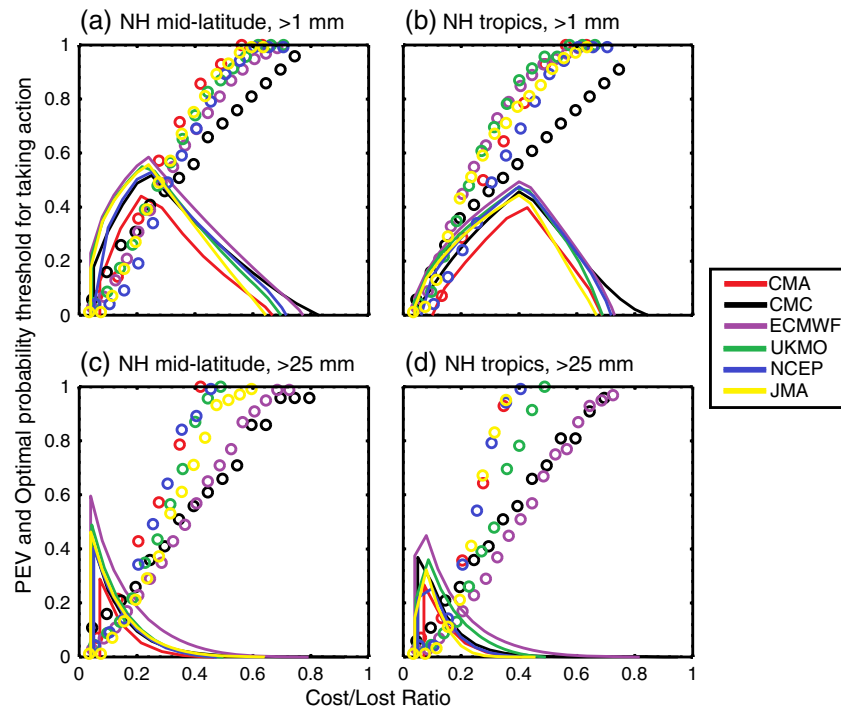 (a) NH mid-latitude, >1 mm
(b) NH tropics, >1 mm
1
0.8
0.6
0.4
0.2
0
0 0.2 0.4 0.6 0.8 1
0 0.2 0.4 0.6 0.8 1
(c) NH mid-latitude, >25 mm
(d) NH tropics, >25 mm
1
0.8
0.6
0.4
0.2
0
0 0.2 0.4 0.6 0.8 1
0 0.2 0.4 0.6 0.8 1
PEV and Optimal probability threshold for taking action
Cost/Lost Ratio
CMA
CMC
ECMWF
UKMO
NCEP
JMA